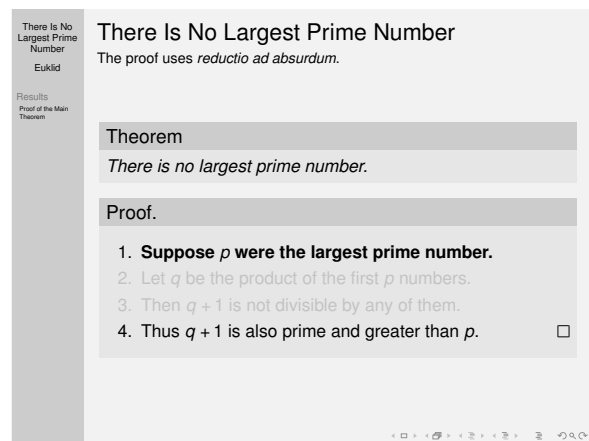 There Is No
Largest Prime
Number
Euklid
Results
Proof of the Main
Theorem
There Is No Largest Prime Number
The proof uses reductio ad absurdum.
Theorem
There is no largest prime number.
Proof.
1. Suppose p were the largest prime number.
2. Let q be the product of the first p numbers.
3. Then q + 1 is not divisible by any of them.
4. Thus q + 1 is also prime and greater than p. □